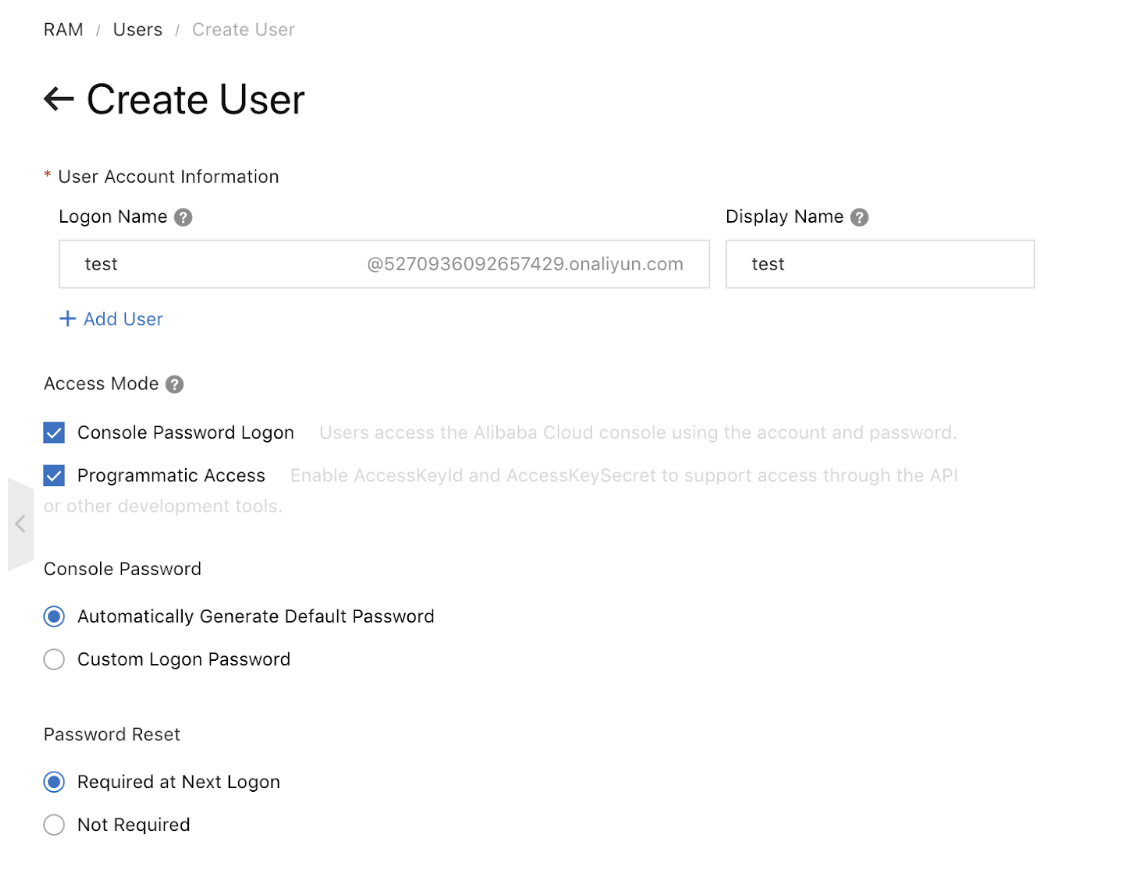 RAM / Users / Create User
← Create User
* User Account Information
Logon Name ? Display Name ?
test @5270936092657429.onaliyun.com test
+ Add User
Access Mode ?
Console Password Logon Users access the Alibaba Cloud console using the account and password.
Programmatic Access Enable AccessKeyId and AccessKeySecret to support access through the API
or other development tools.
Console Password
Automatically Generate Default Password
Custom Logon Password
Password Reset
Required at Next Logon
Not Required